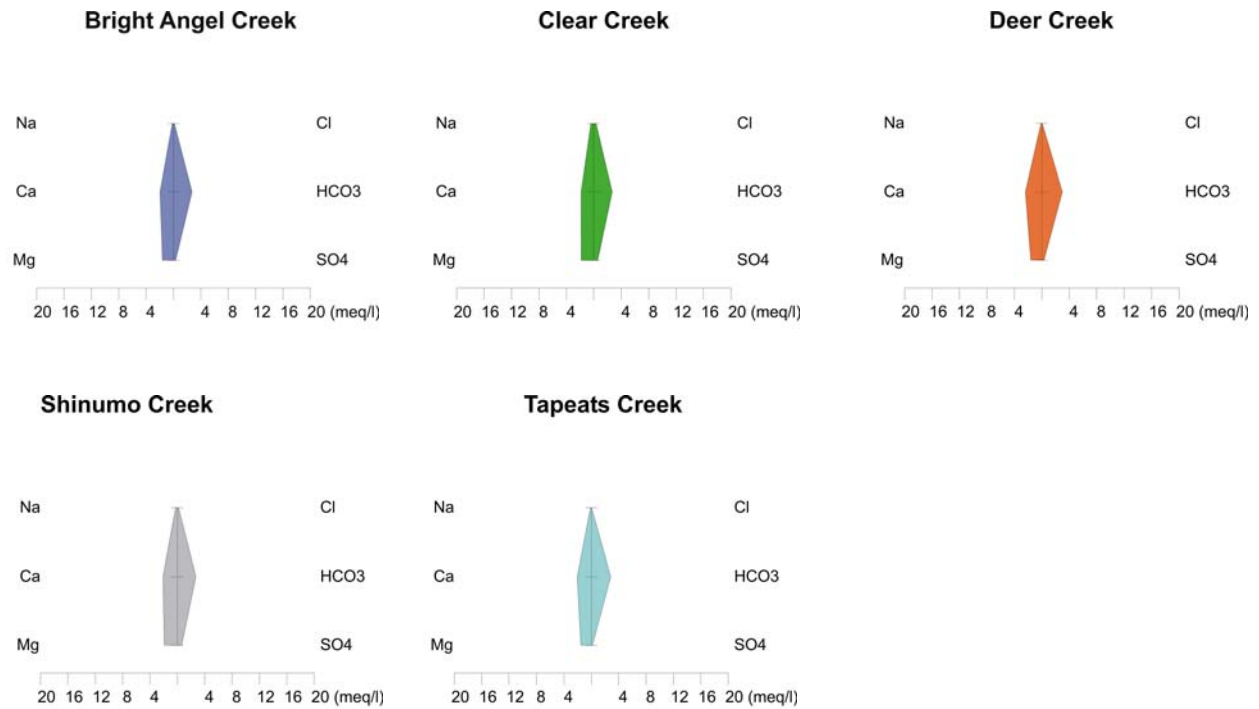 Bright Angel Creek
Clear Creek
Deer Creek
Na Cl Na Cl Na Cl
Ca HCO3 Ca HCO3 Ca HCO3
Mg SO4 Mg SO4 Mg SO4
20 16 12 8 4 4 8 12 16 20 (meq/l)
20 16 12 8 4 4 8 12 16 20 (meq/l)
20 16 12 8 4 4 8 12 16 20 (meq/l)
Shinumo Creek
Tapeats Creek
Na Cl Na Cl
Ca HCO3 Ca HCO3
Mg SO4 Mg SO4
20 16 12 8 4 4 8 12 16 20 (meq/l)
20 16 12 8 4 4 8 12 16 20 (meq/l)